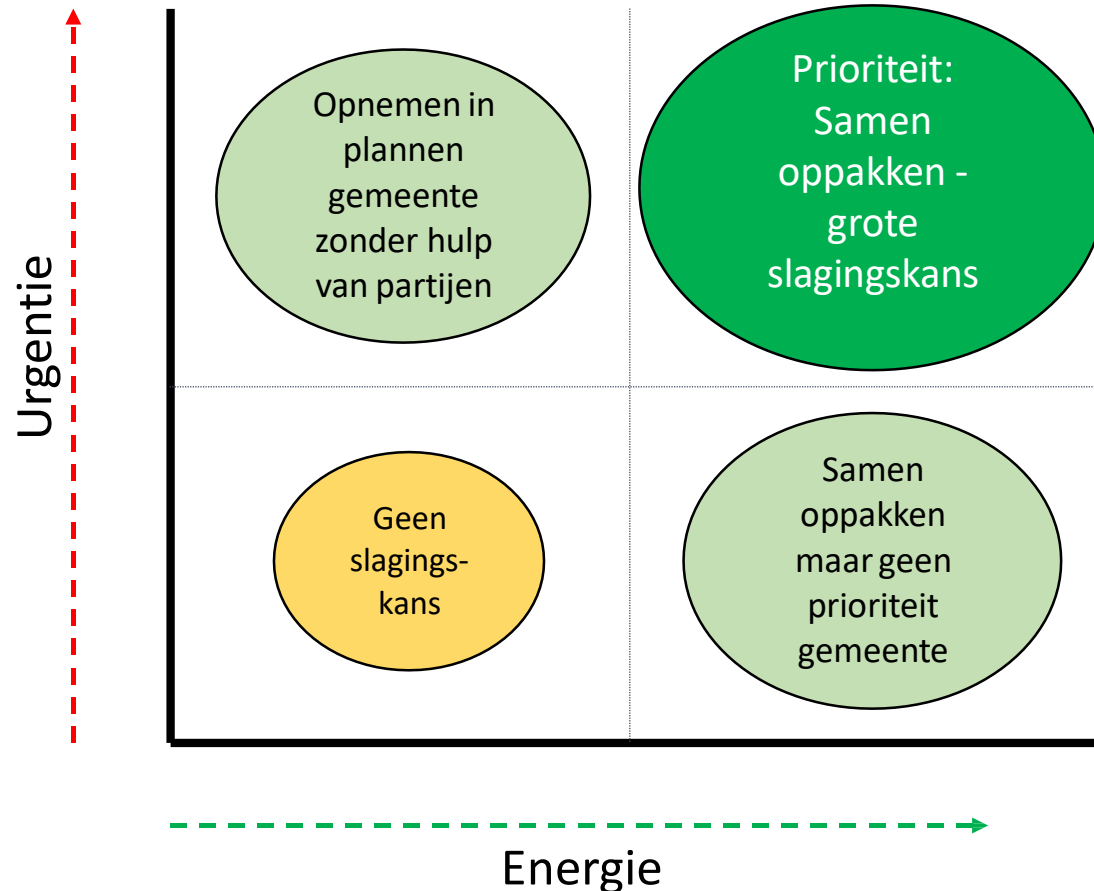 Urgentie
Opnemen in
plannen
gemeente
zonder hulp
van partijen
Prioriteit:
Samen
oppakken -
grote
slagingskans
Geen
slagings-
kans
Samen
oppakken
maar geen
prioriteit
gemeente
Energie